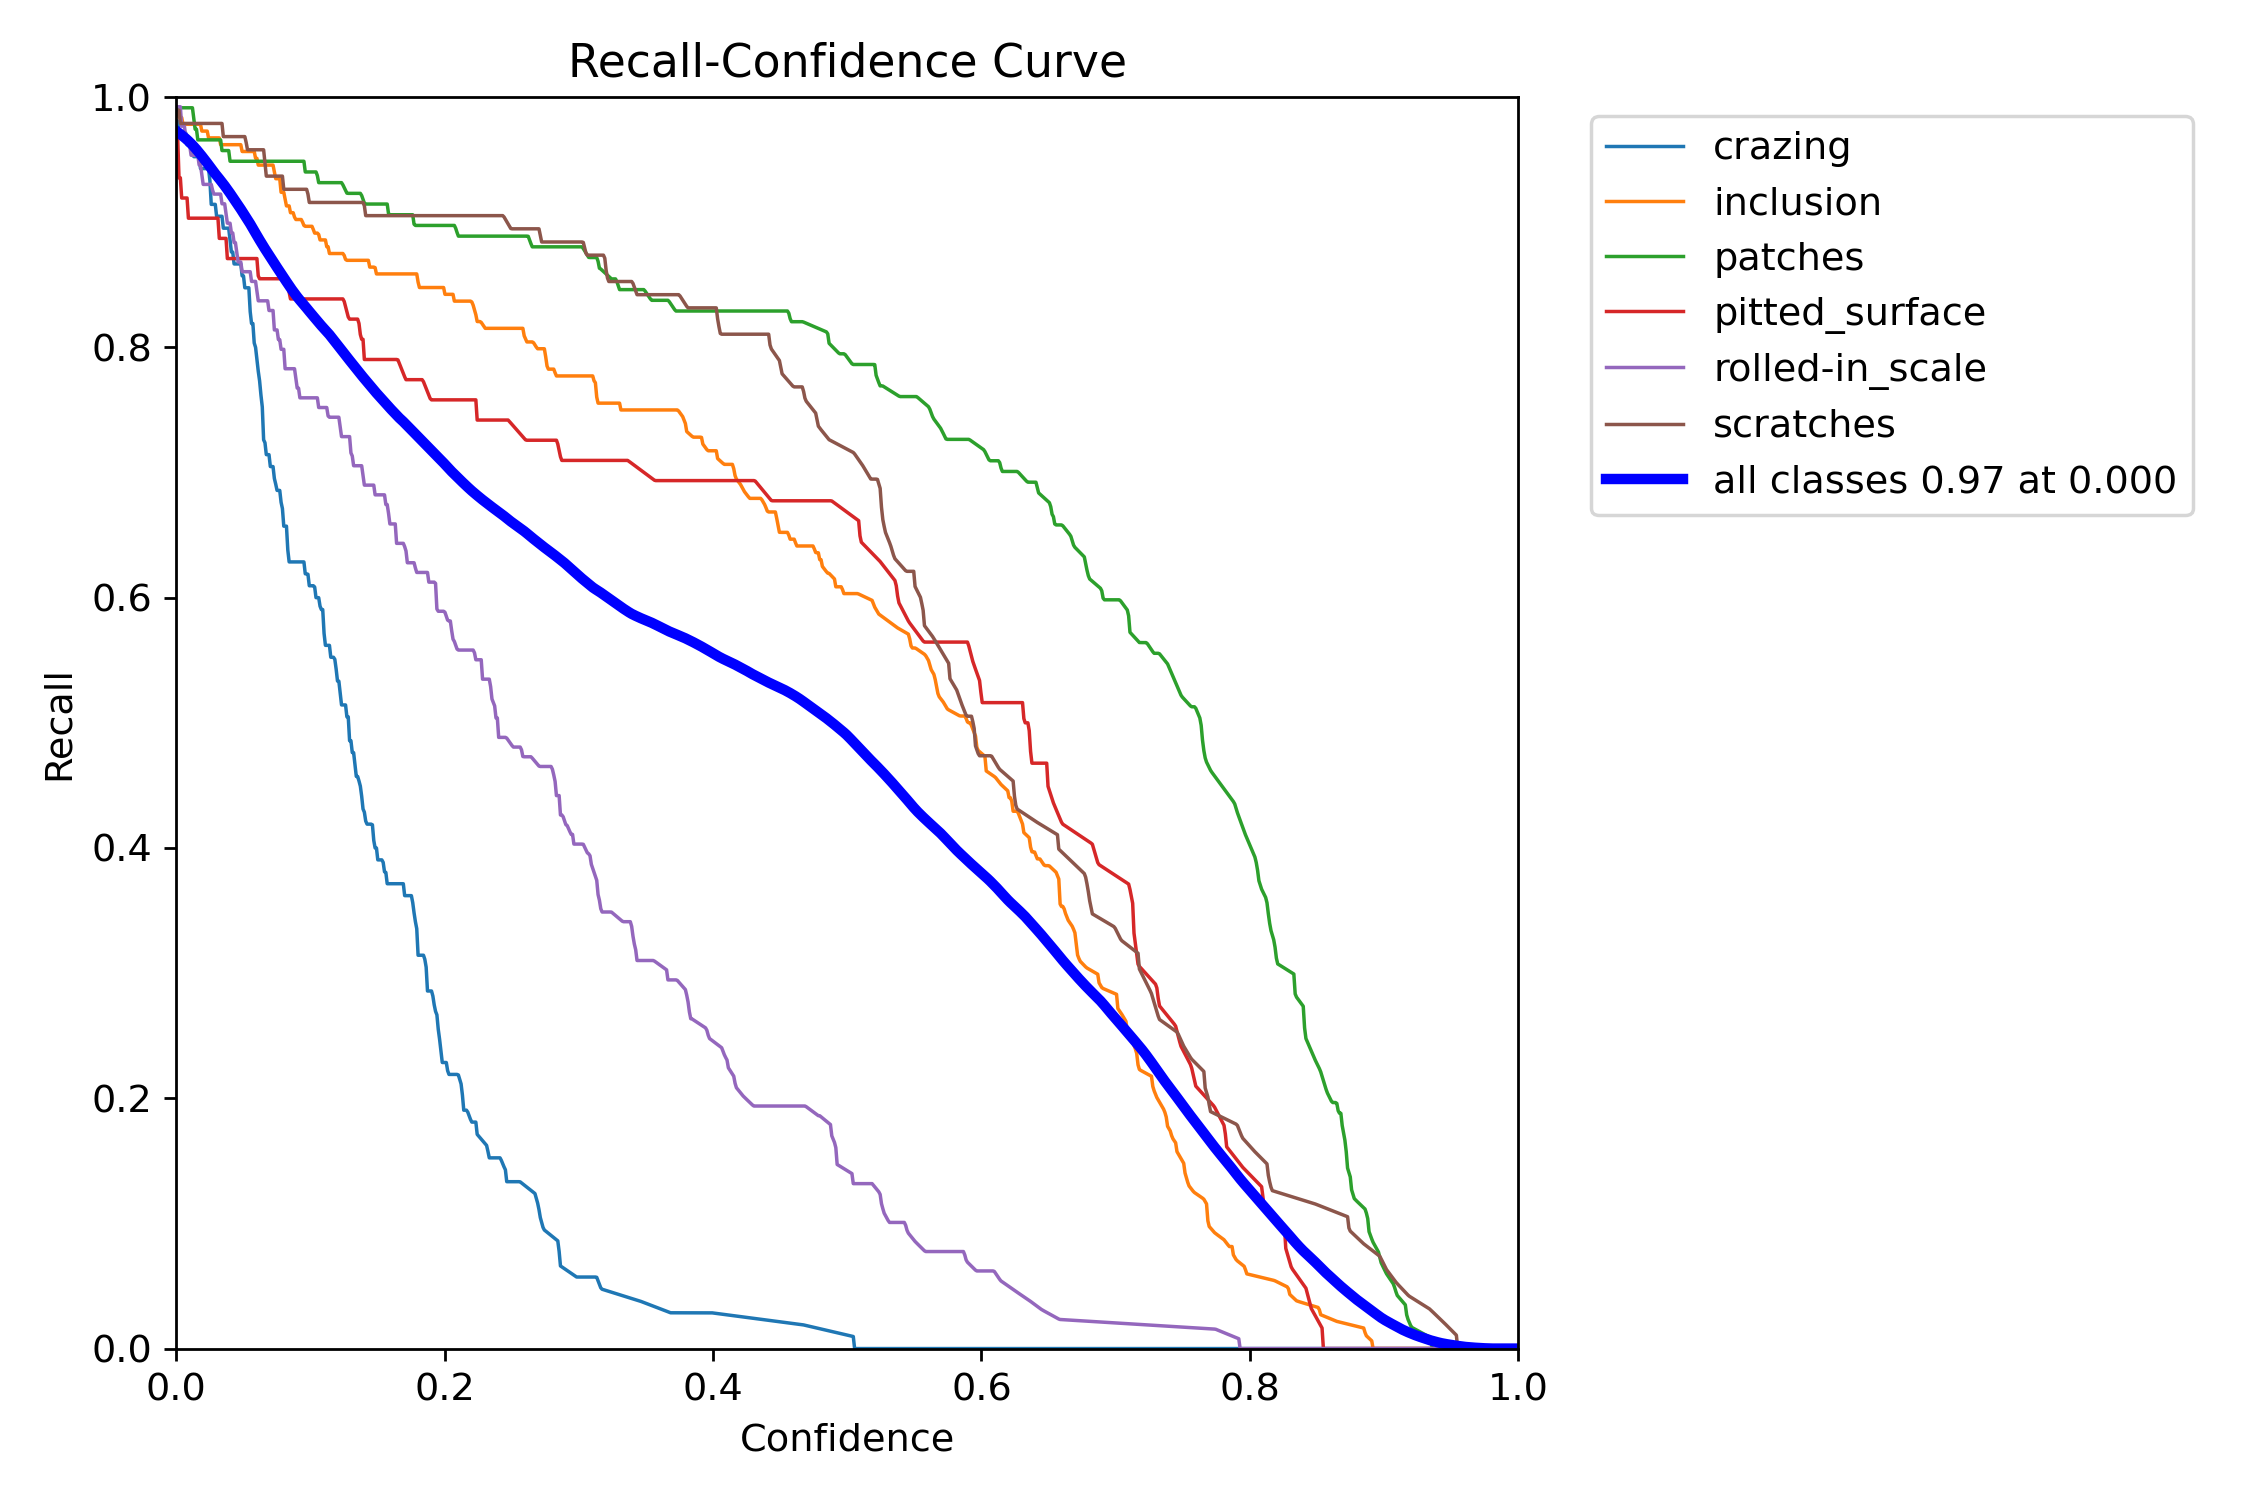 Recall-Confidence Curve
1.0
0.8
0.6
0.4
0.2
0.0
Recall
0.0 0.2 0.4 0.6 0.8 1.0
Confidence
crazing
inclusion
patches
pitted_surface
rolled-in_scale
scratches
all classes 0.97 at 0.000